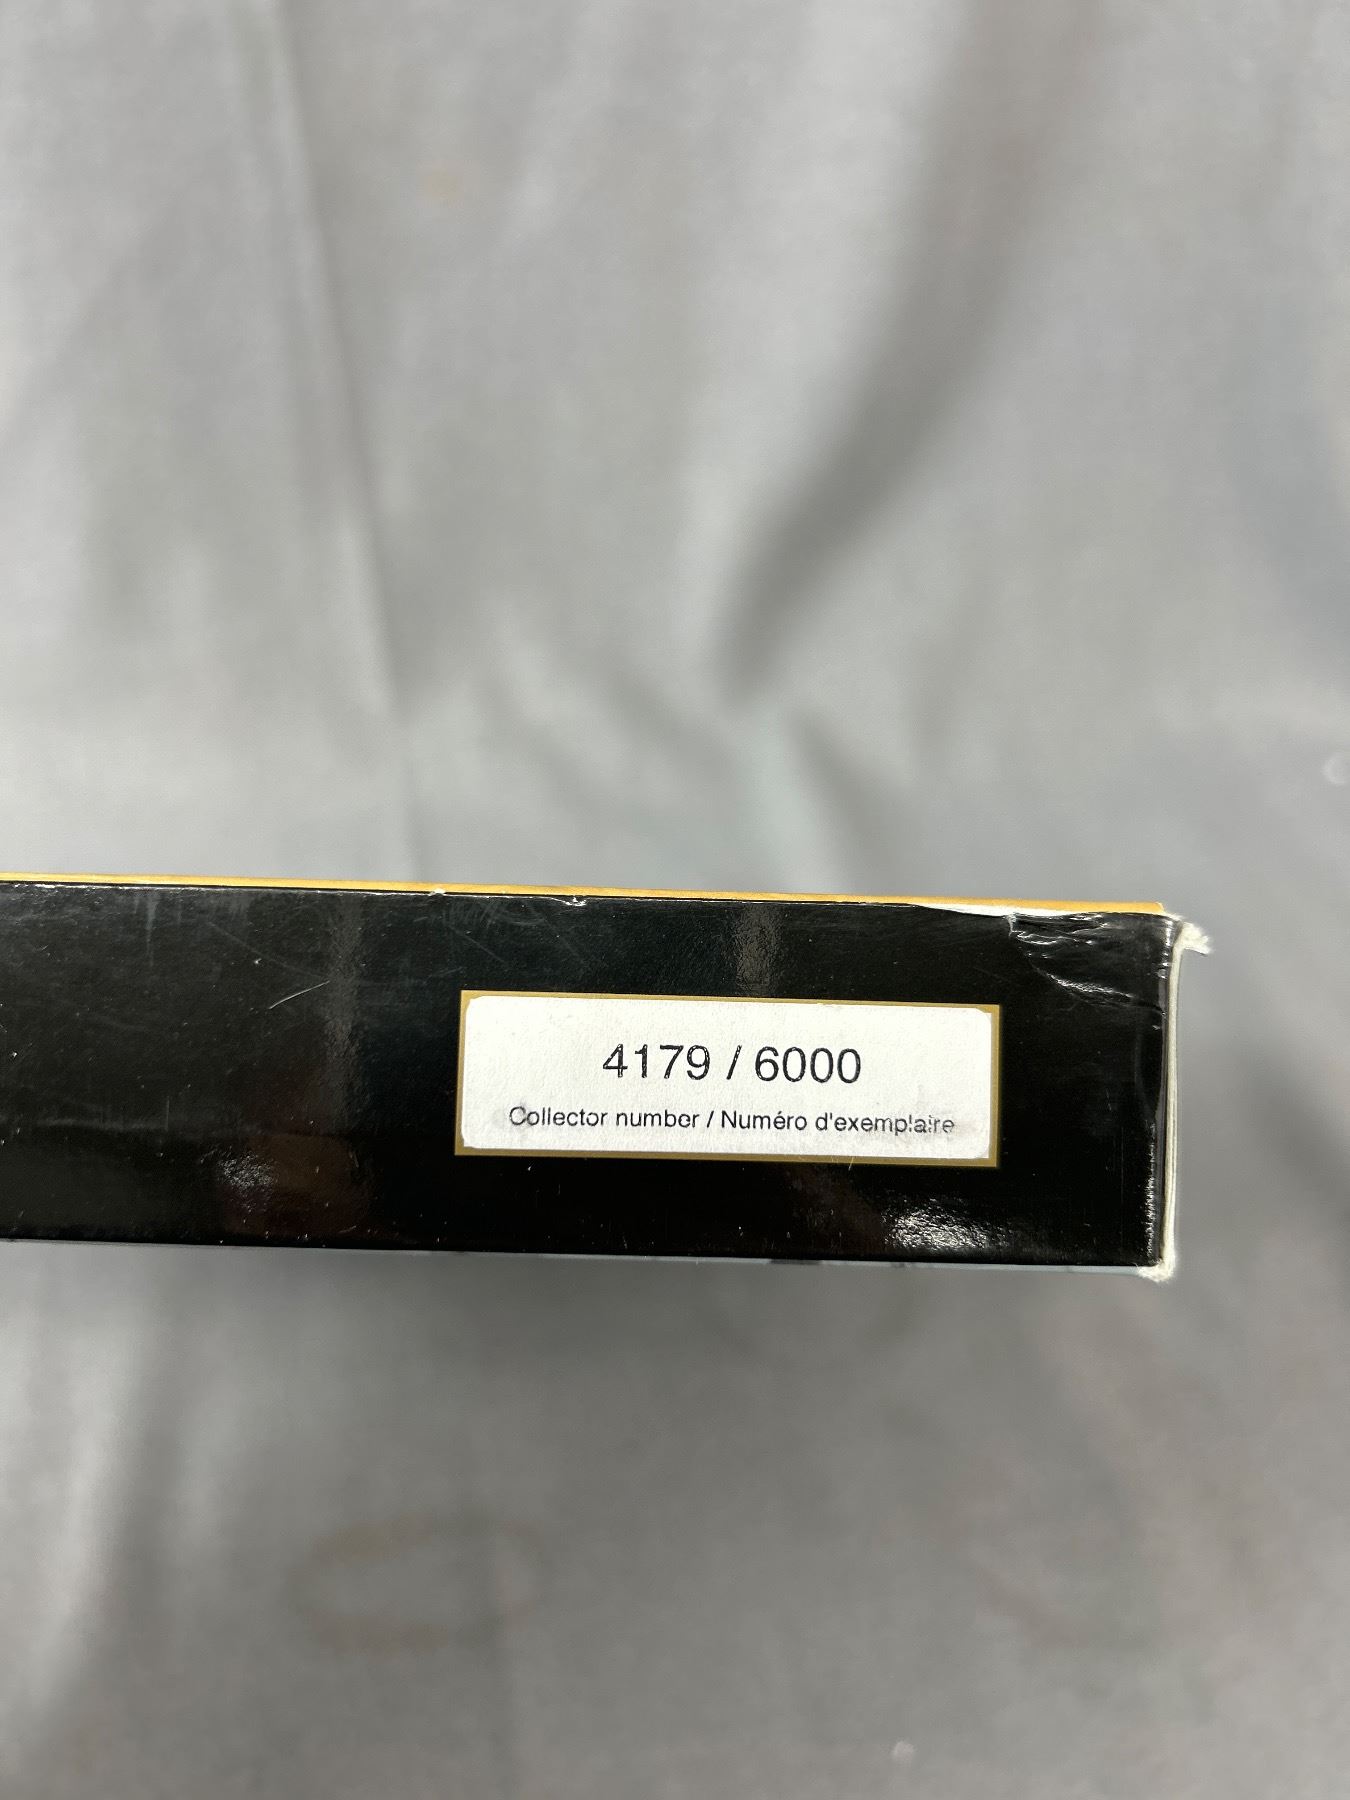 4179 / 6000
Collector number / Numéro d'exemplaire